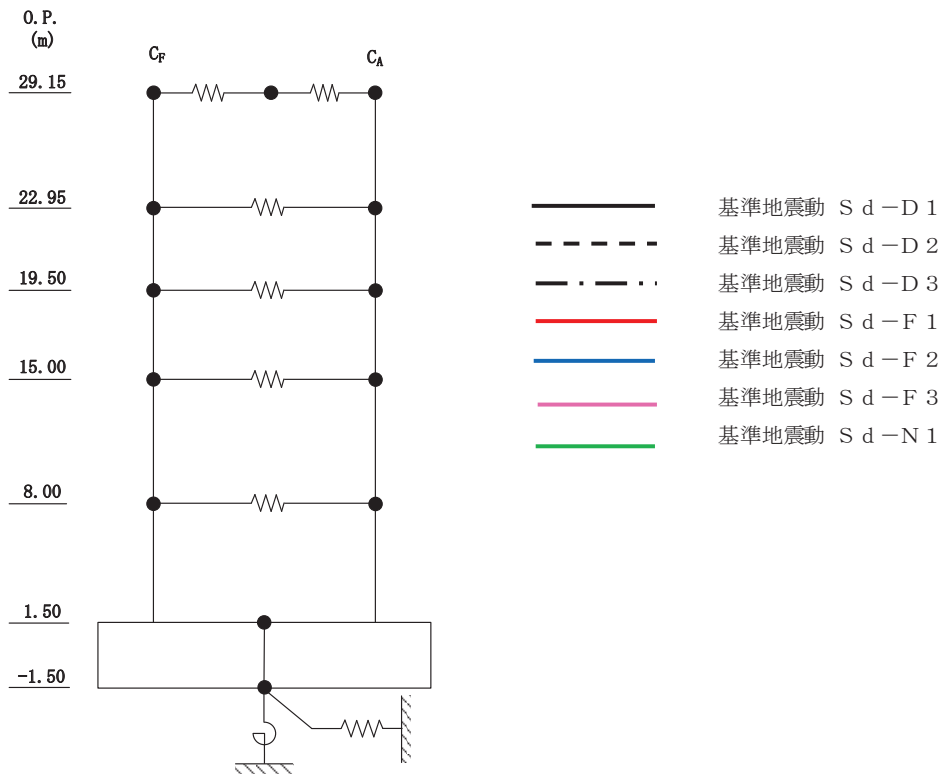 O.P.
(m)
C_F
C_A
29.15
22.95
19.50
15.00
8.00
1.50
-1.50
基準地震動 Ｓｄ－Ｄ１
基準地震動 Ｓｄ－Ｄ２
基準地震動 Ｓｄ－Ｄ３
基準地震動 Ｓｄ－Ｆ１
基準地震動 Ｓｄ－Ｆ２
基準地震動 Ｓｄ－Ｆ３
基準地震動 Ｓｄ－Ｎ１